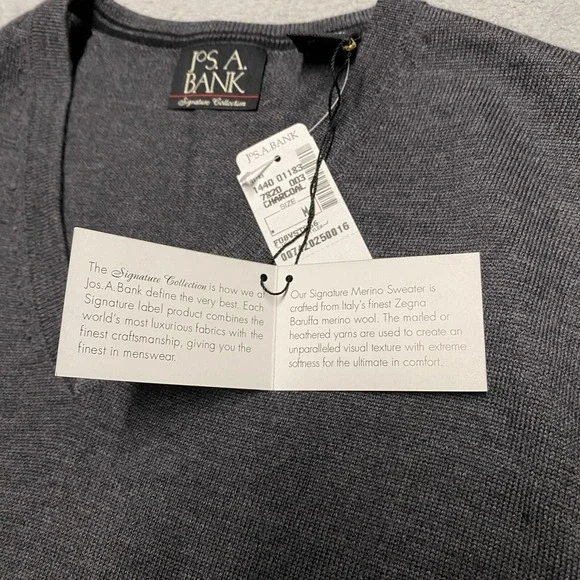 JoS. A.
BANK
Signature Collection
JoS.A.BANK
1440 01183
7820 003
CHARCOAL
SIZE
007420250016
The Signature Collection is how we at
Jos.A.Bank define the very best. Each
Signature label product combines the
world's most luxurious fabrics with the
finest craftsmanship, giving you the
finest in menswear.
Our Signature Merino Sweater is
crafted from Italy's finest Zegna
Baruffa merino wool. The marled or
heathered yarns are used to create an
unparalleled visual texture with extreme
softness for the ultimate in comfort.